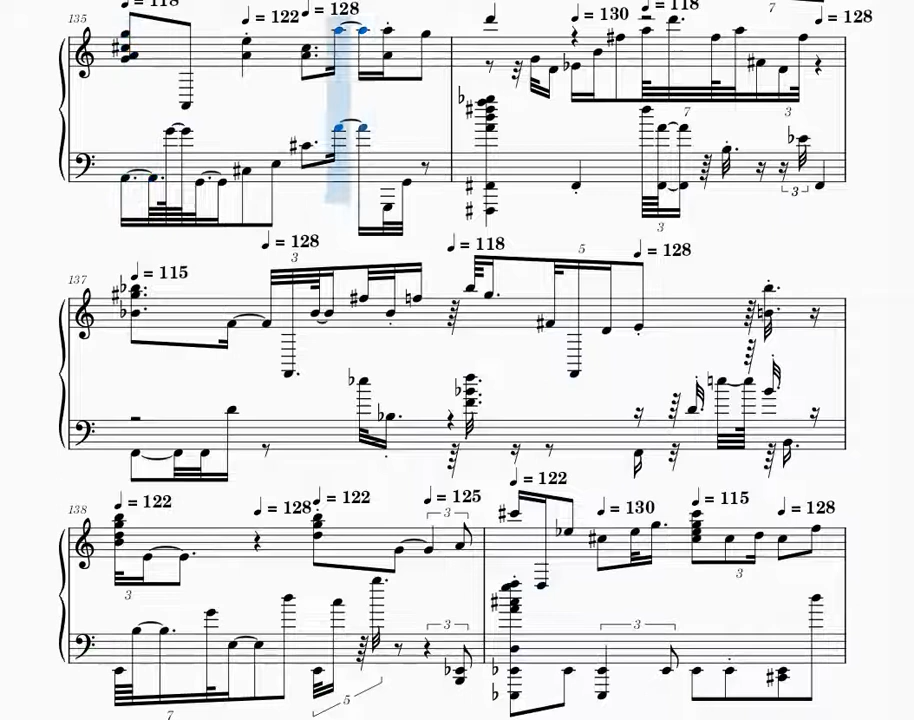 ♩ = 118 ♩ = 122 ♩ = 128 ♩ = 130 ♩ = 118 7 ♩ = 128
135
7 3
3 3
♩ = 128 ♩ = 118 ♩ = 128
3 5
137 ♩ = 115
♩ = 122
138 ♩ = 122 ♩ = 128 ♩ = 122 ♩ = 125 ♩ = 130 ♩ = 115 ♩ = 128
3
3 3
3 3
7 5